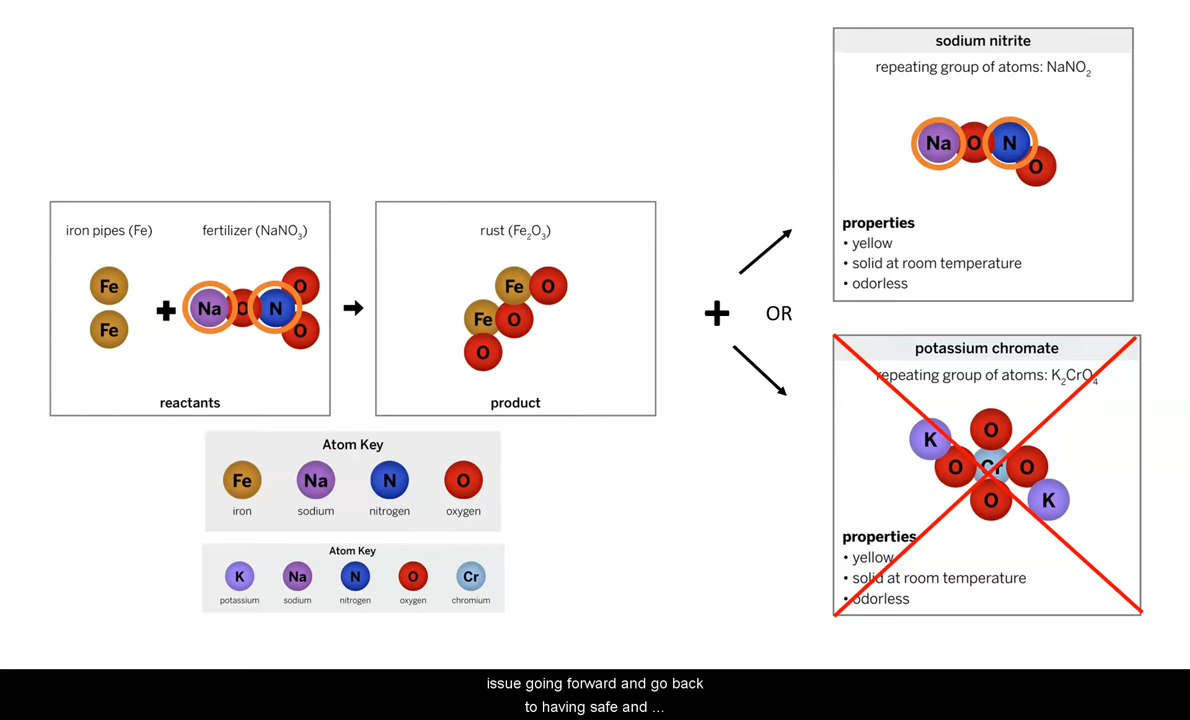 sodium nitrite
repeating group of atoms: NaNO₂
Na O N O
properties
• yellow
• solid at room temperature
• odorless
iron pipes (Fe) fertilizer (NaNO₃)
Fe Fe + Na O N O O →
reactants
rust (Fe₂O₃)
Fe O Fe O O
product
+ OR
potassium chromate
repeating group of atoms: K₂CrO₄
K O O Cr O O K
properties
• yellow
• solid at room temperature
• odorless
Atom Key
Fe Na N O
iron sodium nitrogen oxygen
Atom Key
K Na N O Cr
potassium sodium nitrogen oxygen chromium
issue going forward and go back
to having safe and ...